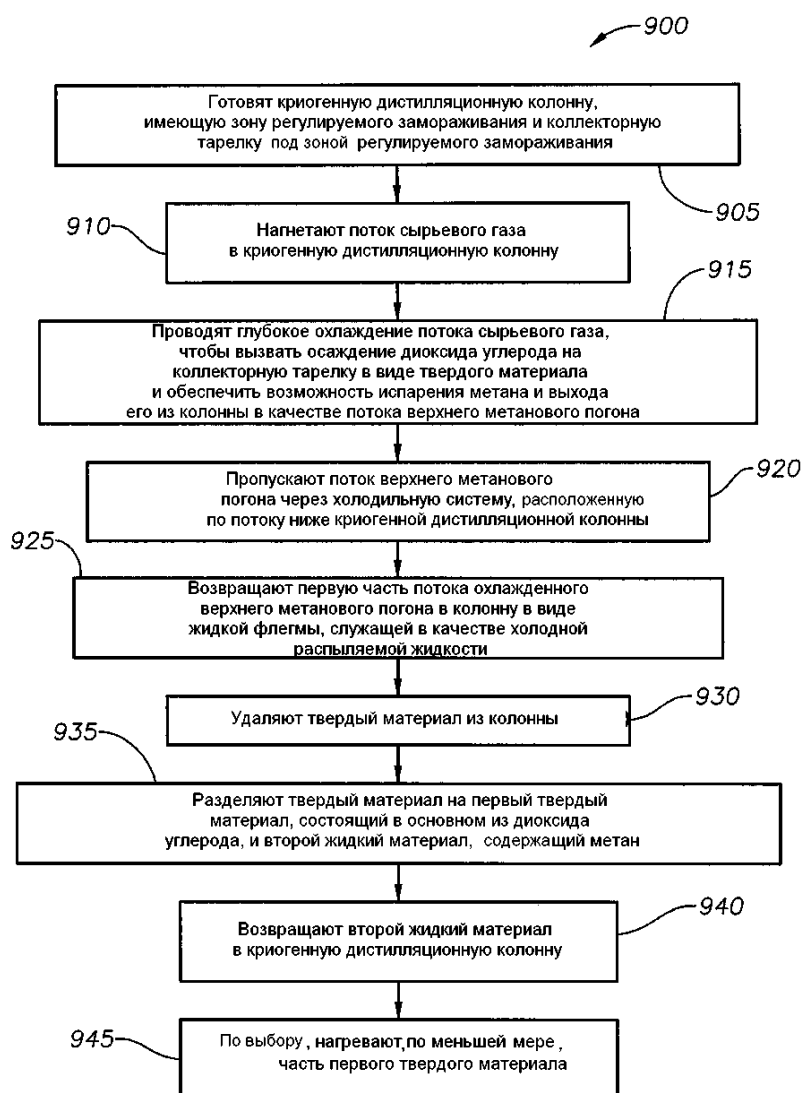 900
Готовят криогенную дистилляционную колонну,
имеющую зону регулируемого замораживания и коллекторную
тарелку под зоной регулируемого замораживания
905
910
Нагнетают поток сырьевого газа
в криогенную дистилляционную колонну
915
Проводят глубокое охлаждение потока сырьевого газа,
чтобы вызвать осаждение диоксида углерода на
коллекторную тарелку в виде твердого материала
и обеспечить возможность испарения метана и выхода
его из колонны в качестве потока верхнего метанового погона
Пропускают поток верхнего метанового
погона через холодильную систему, расположенную
по потоку ниже криогенной дистилляционной колонны
920
925
Возвращают первую часть потока охлажденного
верхнего метанового погона в колонну в виде
жидкой флегмы, служащей в качестве холодной
распыляемой жидкости
Удаляют твердый материал из колонны
930
935
Разделяют твердый материал на первый твердый
материал, состоящий в основном из диоксида
углерода, и второй жидкий материал, содержащий метан
Возвращают второй жидкий материал
в криогенную дистилляционную колонну
940
945
По выбору, нагревают, по меньшей мере,
часть первого твердого материала